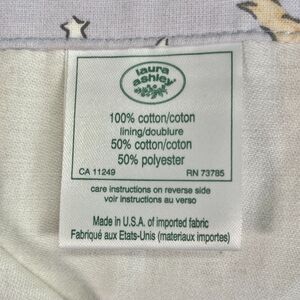 laura
ashley
100% cotton/coton
lining/doublure
50% cotton/coton
50% polyester
CA 11249 RN 73785
care instructions on reverse side
voir instructions au verso
Made in U.S.A. of imported fabric
Fabriqué aux Etats-Unis (materiaux importes)